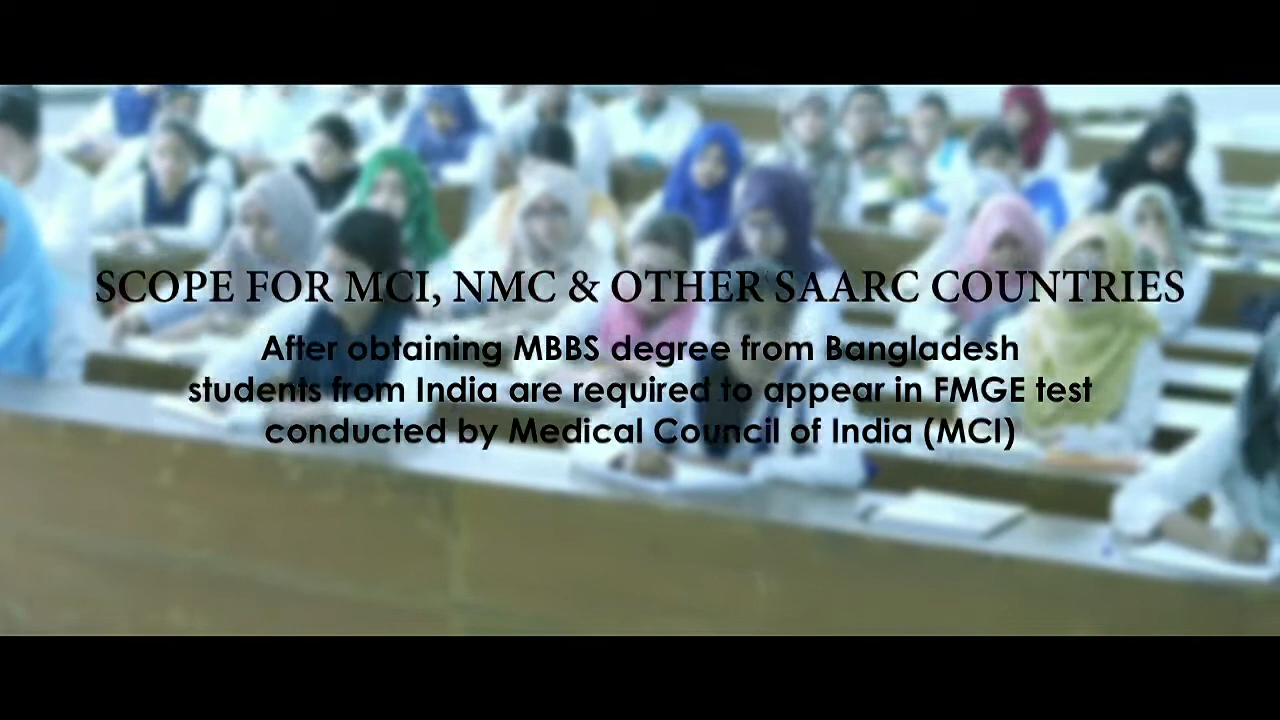 SCOPE FOR MCI, NMC & OTHER SAARC COUNTRIES
After obtaining MBBS degree from Bangladesh
students from India are required to appear in FMGE test
conducted by Medical Council of India (MCI)